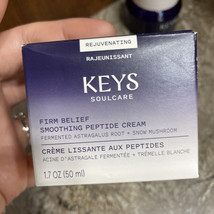 REJUVENATING
RAJEUNISSANT
KEYS
SOULCARE
FIRM BELIEF
SMOOTHING PEPTIDE CREAM
FERMENTED ASTRAGALUS ROOT + SNOW MUSHROOM
CRÈME LISSANTE AUX PEPTIDES
RACINE D'ASTRAGALE FERMENTÉE + TRÉMELLE BLANCHE
1.7 OZ (50 ml)